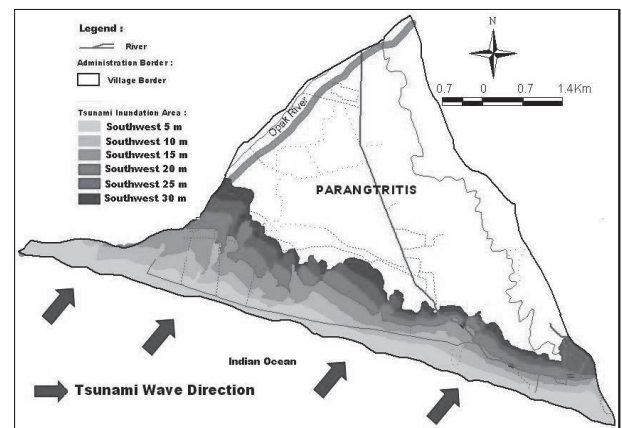 Legend :
River
Administration Border :
Village Border
Tsunami Inundation Area :
Southwest 5 m
Southwest 10 m
Southwest 15 m
Southwest 20 m
Southwest 25 m
Southwest 30 m
N
0.7 0 0.7 1.4Km
Opak River
PARANGTRITIS
Indian Ocean
Tsunami Wave Direction